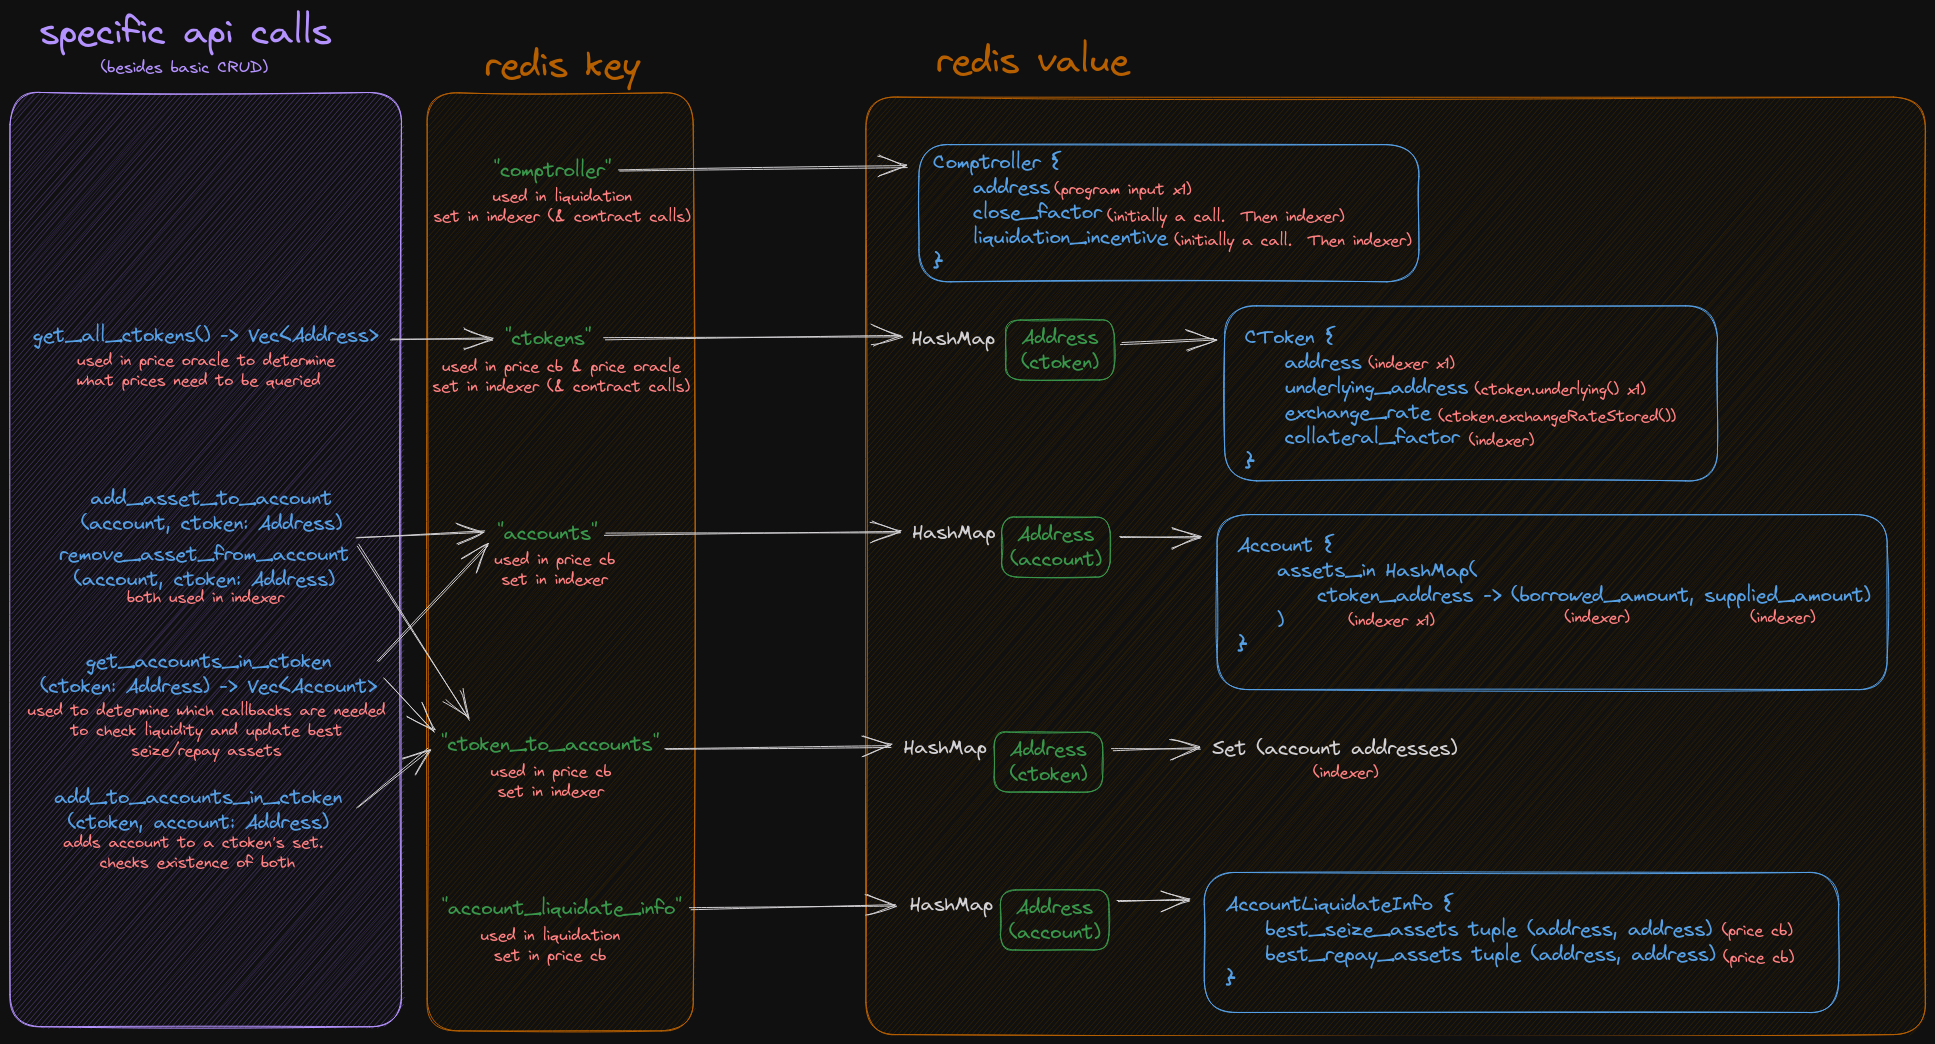 specific api calls
(besides basic CRUD)
get_all_ctokens() -> Vec<Address>
used in price oracle to determine
what prices need to be queried
add_asset_to_account
(account, ctoken: Address)
remove_asset_from_account
(account, ctoken: Address)
both used in indexer
get_accounts_in_ctoken
(ctoken: Address) -> Vec<Account>
used to determine which callbacks are needed
to check liquidity and update best
seize/repay assets
add_to_accounts_in_ctoken
(ctoken, account: Address)
adds account to a ctoken's set.
checks existence of both
redis key
"comptroller"
used in liquidation
set in indexer (& contract calls)
"ctokens"
used in price cb & price oracle
set in indexer (& contract calls)
"accounts"
used in price cb
set in indexer
"ctoken_to_accounts"
used in price cb
set in indexer
"account_liquidate_info"
used in liquidation
set in price cb
redis value
Comptroller {
address (program input x1)
close_factor (initially a call. Then indexer)
liquidation_incentive (initially a call. Then indexer)
}
HashMap
Address
(ctoken)
CToken {
address (indexer x1)
underlying_address (ctoken.underlying() x1)
exchange_rate (ctoken.exchangeRateStored())
collateral_factor (indexer)
}
HashMap
Address
(account)
Account {
assets_in HashMap(
ctoken_address -> (borrowed_amount, supplied_amount)
) (indexer x1) (indexer) (indexer)
}
HashMap
Address
(ctoken)
Set (account addresses)
(indexer)
HashMap
Address
(account)
AccountLiquidateInfo {
best_seize_assets tuple (address, address) (price cb)
best_repay_assets tuple (address, address) (price cb)
}